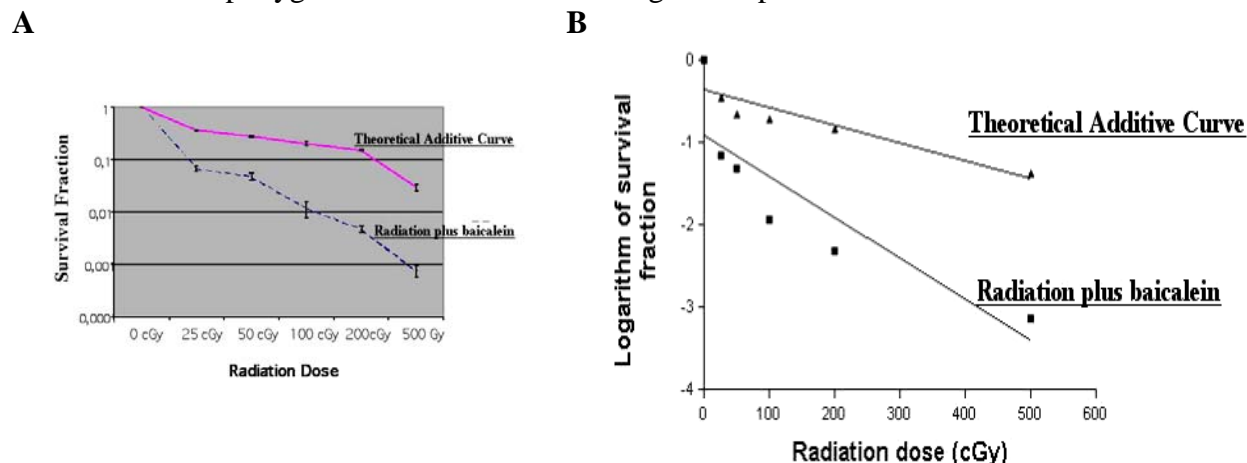 A
1
0,1
0,01
0,001
0,000
Survival Fraction
Theoretical Additive Curve
Radiation plus baicalein
0 cGy 25 cGy 50 cGy 100 cGy 200cGy 500 Gy
Radiation Dose
B
0
-1
-2
-3
-4
Logarithm of survival
fraction
Theoretical Additive Curve
Radiation plus baicalein
0 100 200 300 400 500 600
Radiation dose (cGy)